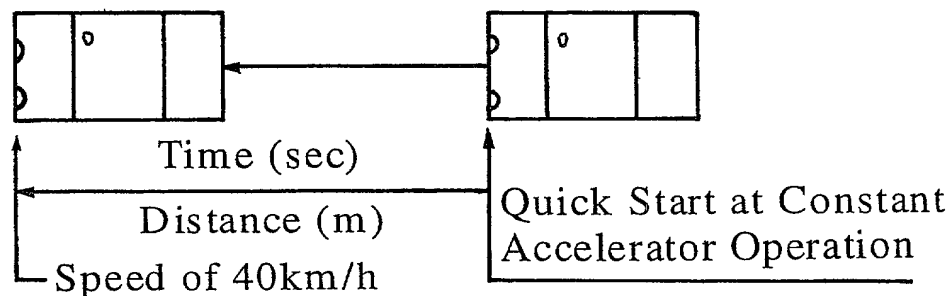 Time (sec)
Distance (m)
Quick Start at Constant
Accelerator Operation
Speed of 40km/h